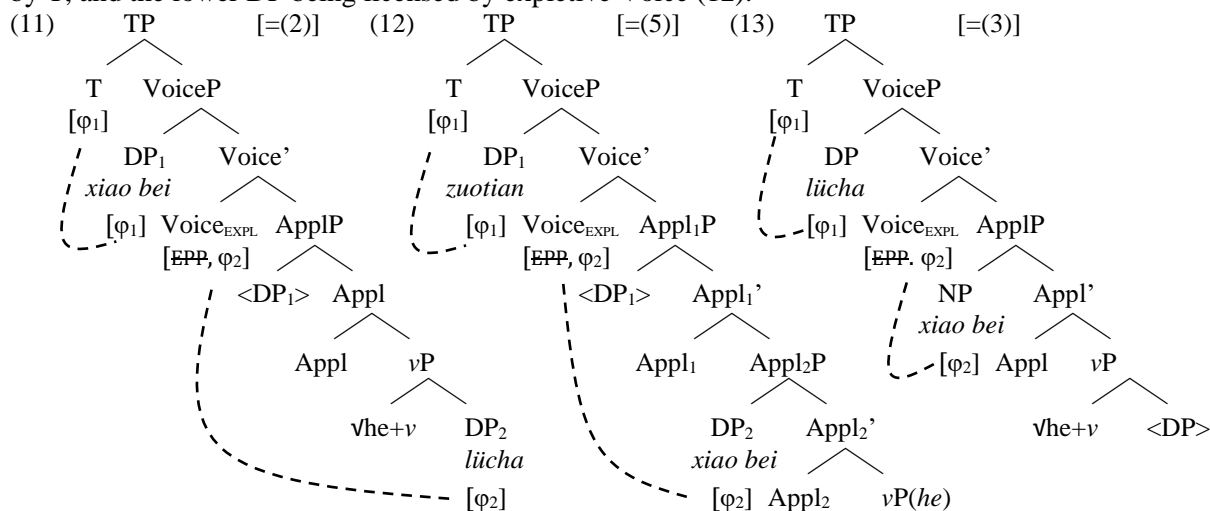 by T, and the lower DP being licensed by expletive Voice (12).
(11) TP [=(2)] (12) TP [=(5)] (13) TP [=(3)]
T VoiceP T VoiceP T VoiceP
[φ1] [φ1] [φ1]
DP1 Voice’ DP1 Voice’ DP Voice’
xiao bei zuotian lücha
[φ1] VoiceEXPL ApplP [φ1] VoiceEXPL Appl1P [φ1] VoiceEXPL ApplP
[EPP, φ2] [EPP, φ2] [EPP. φ2]
<DP1> Appl <DP1> Appl1’ NP Appl’
xiao bei
Appl vP Appl1 Appl2P [φ2] Appl vP
√he+v DP2 DP2 Appl2’ √he+v <DP>
lücha xiao bei
[φ2] [φ2] Appl2 vP(he)